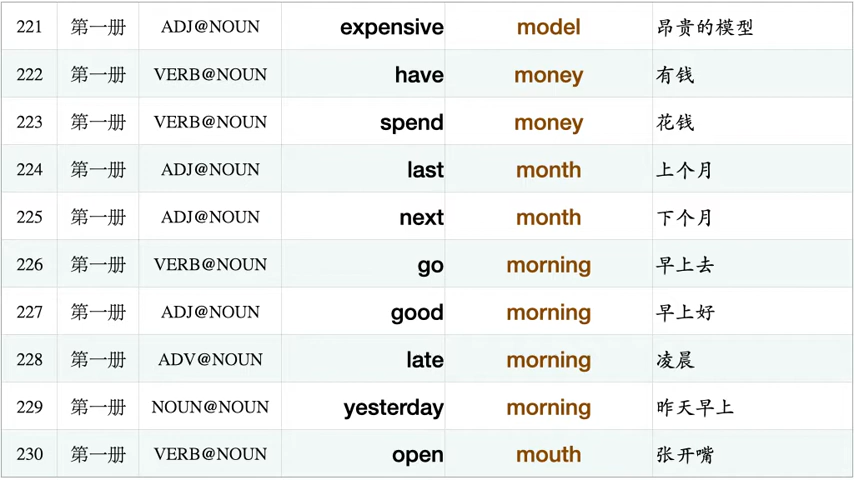 221 第一册 ADJ@NOUN expensive model 昂贵的模型
222 第一册 VERB@NOUN have money 有钱
223 第一册 VERB@NOUN spend money 花钱
224 第一册 ADJ@NOUN last month 上个月
225 第一册 ADJ@NOUN next month 下个月
226 第一册 VERB@NOUN go morning 早上去
227 第一册 ADJ@NOUN good morning 早上好
228 第一册 ADV@NOUN late morning 凌晨
229 第一册 NOUN@NOUN yesterday morning 昨天早上
230 第一册 VERB@NOUN open mouth 张开嘴